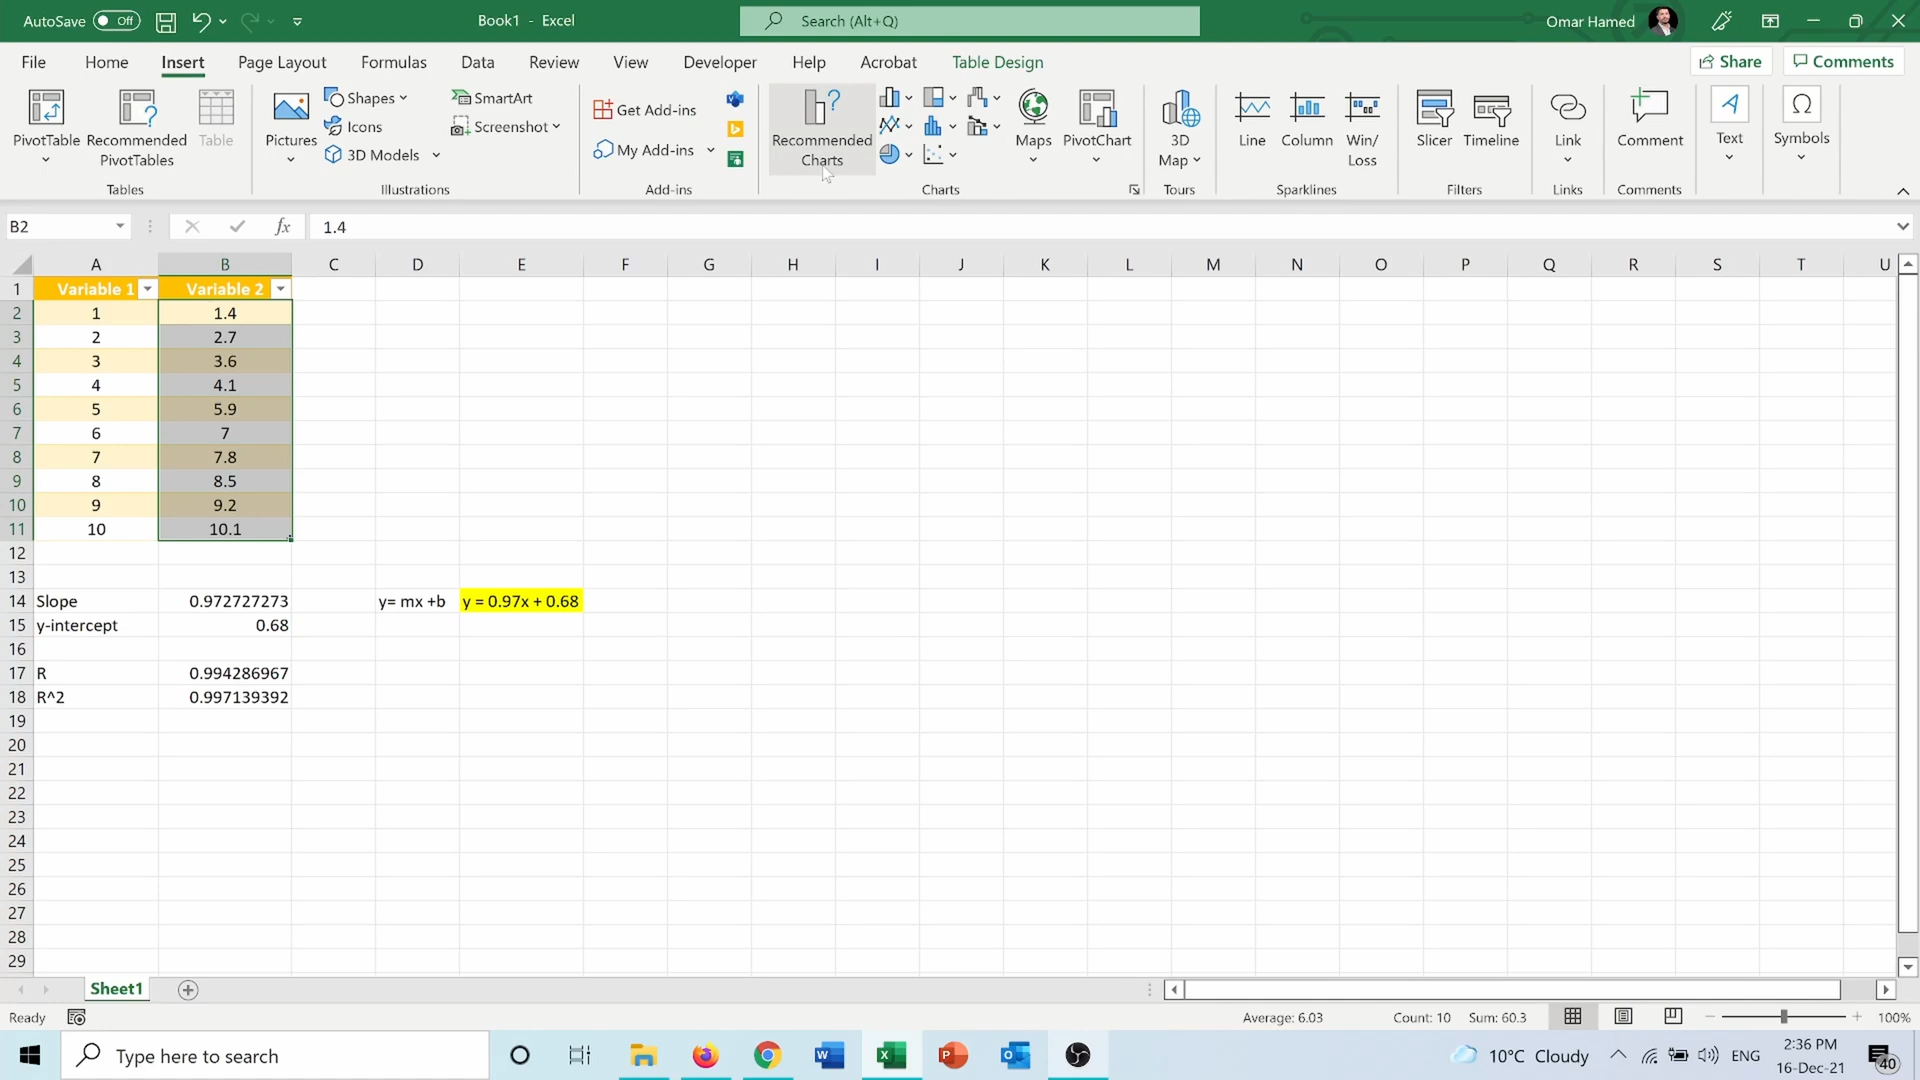 AutoSave Off Book1 - Excel Search (Alt+Q) Omar Hamed
File Home Insert Page Layout Formulas Data Review View Developer Help Acrobat Table Design Share Comments
PivotTable
Recommended
PivotTables
Table
Tables
Pictures
Shapes
Icons
3D Models
SmartArt
Screenshot
Illustrations
Get Add-ins
My Add-ins
Add-ins
Recommended
Charts
Maps
PivotChart
Charts
3D
Map
Tours
Line
Column
Win/
Loss
Sparklines
Slicer
Timeline
Filters
Link
Links
Comment
Comments
Text
Symbols
B2 fx 1.4
A B C D E F G H I J K L M N O P Q R S T U
1 Variable 1 Variable 2
2 1 1.4
3 2 2.7
4 3 3.6
5 4 4.1
6 5 5.9
7 6 7
8 7 7.8
9 8 8.5
10 9 9.2
11 10 10.1
12
13
14 Slope 0.972727273 y= mx +b y = 0.97x + 0.68
15 y-intercept 0.68
16
17 R 0.994286967
18 R^2 0.997139392
19
20
21
22
23
24
25
26
27
28
29
Sheet1
Ready Average: 6.03 Count: 10 Sum: 60.3 100%
Type here to search 10°C Cloudy ENG 2:36 PM
16-Dec-21 40